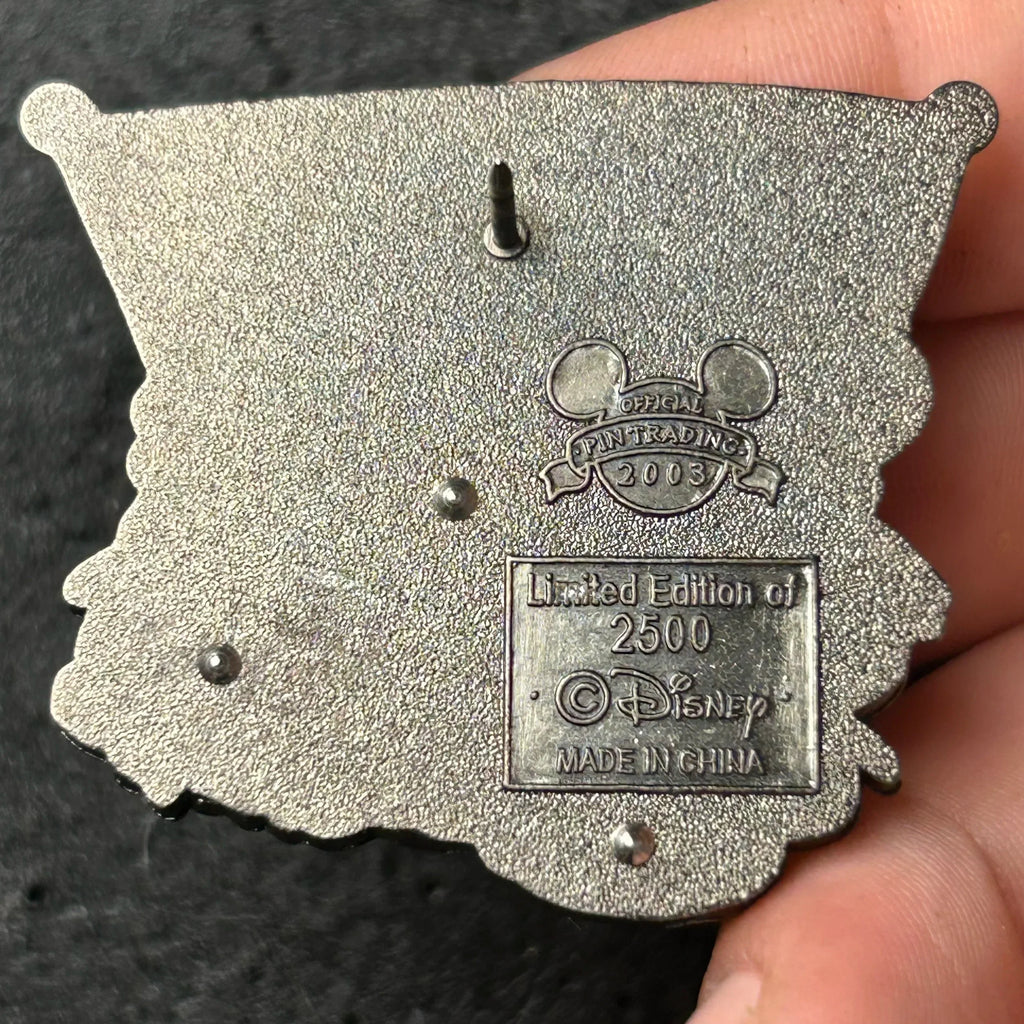 OFFICIAL
PIN TRADING
2003
Limited Edition of
2500
© Disney
MADE IN CHINA